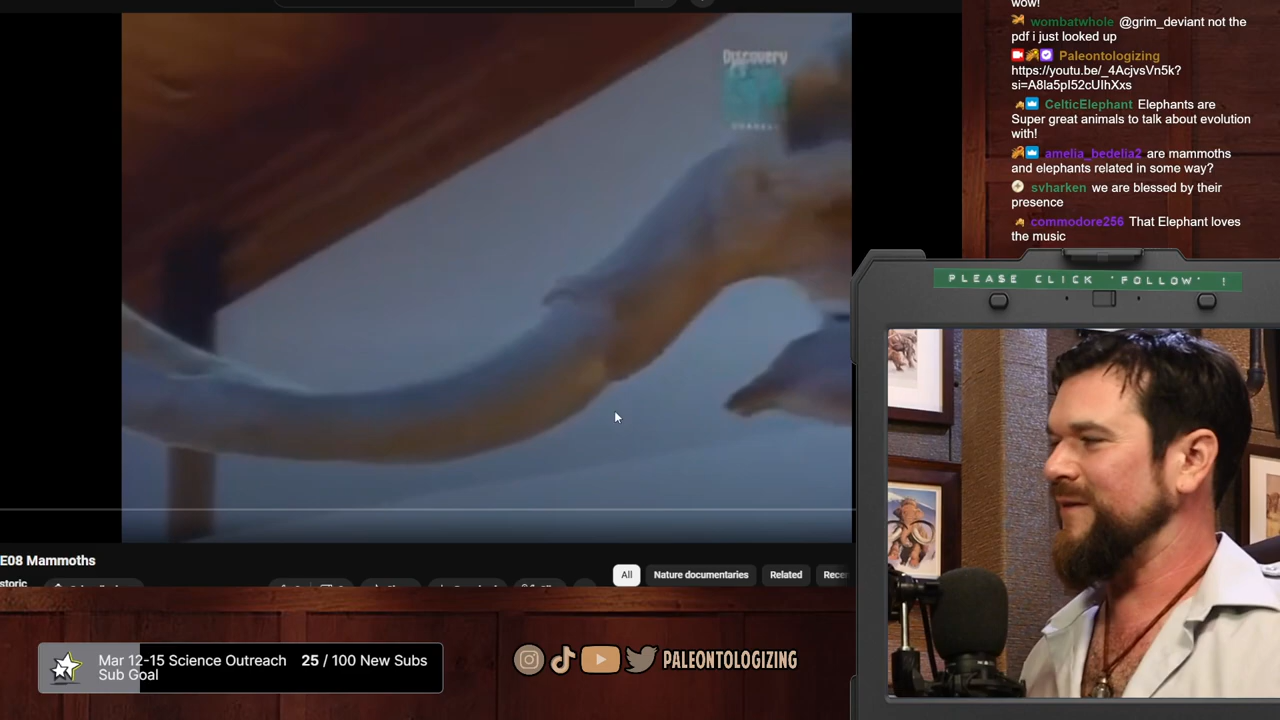 Discovery
CHANNEL
wow!
wombatwhole @grim_deviant not the
pdf i just looked up
Paleontologizing
https://youtu.be/_4AcjvsVn5k?
si=A8la5pI52cUIhXxs
CelticElephant Elephants are
Super great animals to talk about evolution
with!
amelia_bedelia2 are mammoths
and elephants related in some way?
svharken we are blessed by their
presence
commodore256 That Elephant loves
the music
PLEASE CLICK 'FOLLOW' !
E08 Mammoths
storic
All Nature documentaries Related Recen
Mar 12-15 Science Outreach 25 / 100 New Subs
Sub Goal
PALEONTOLOGIZING